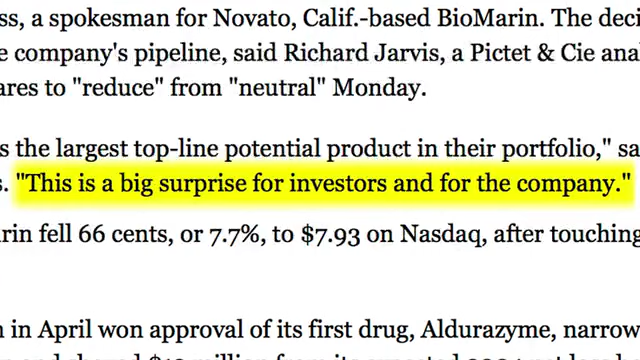 ss, a spokesman for Novato, Calif.-based BioMarin. The deci
e company's pipeline, said Richard Jarvis, a Pictet & Cie ana
ares to "reduce" from "neutral" Monday.
s the largest top-line potential product in their portfolio," sa
s. "This is a big surprise for investors and for the company."
rin fell 66 cents, or 7.7%, to $7.93 on Nasdaq, after touching
n in April won approval of its first drug, Aldurazyme, narrow